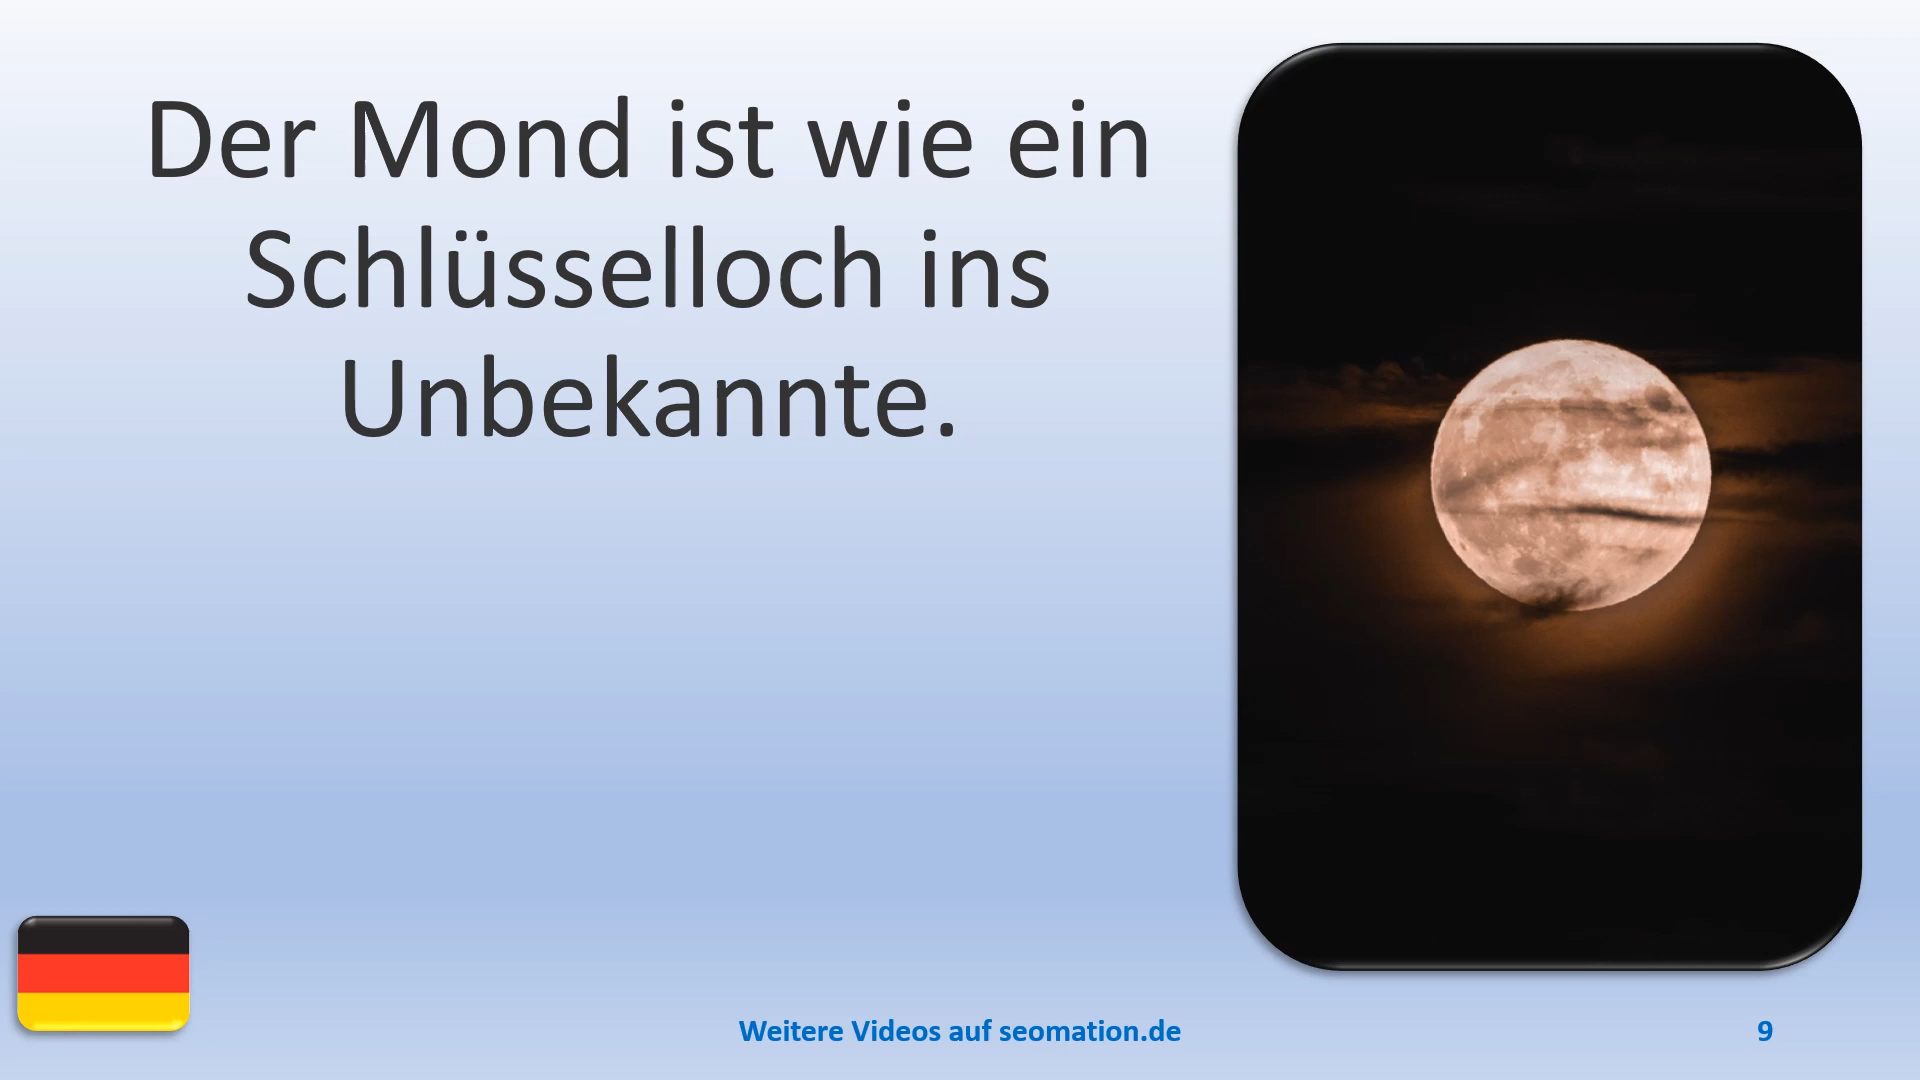 Der Mond ist wie ein
Schlüsselloch ins
Unbekannte.
Weitere Videos auf seomation.de
9